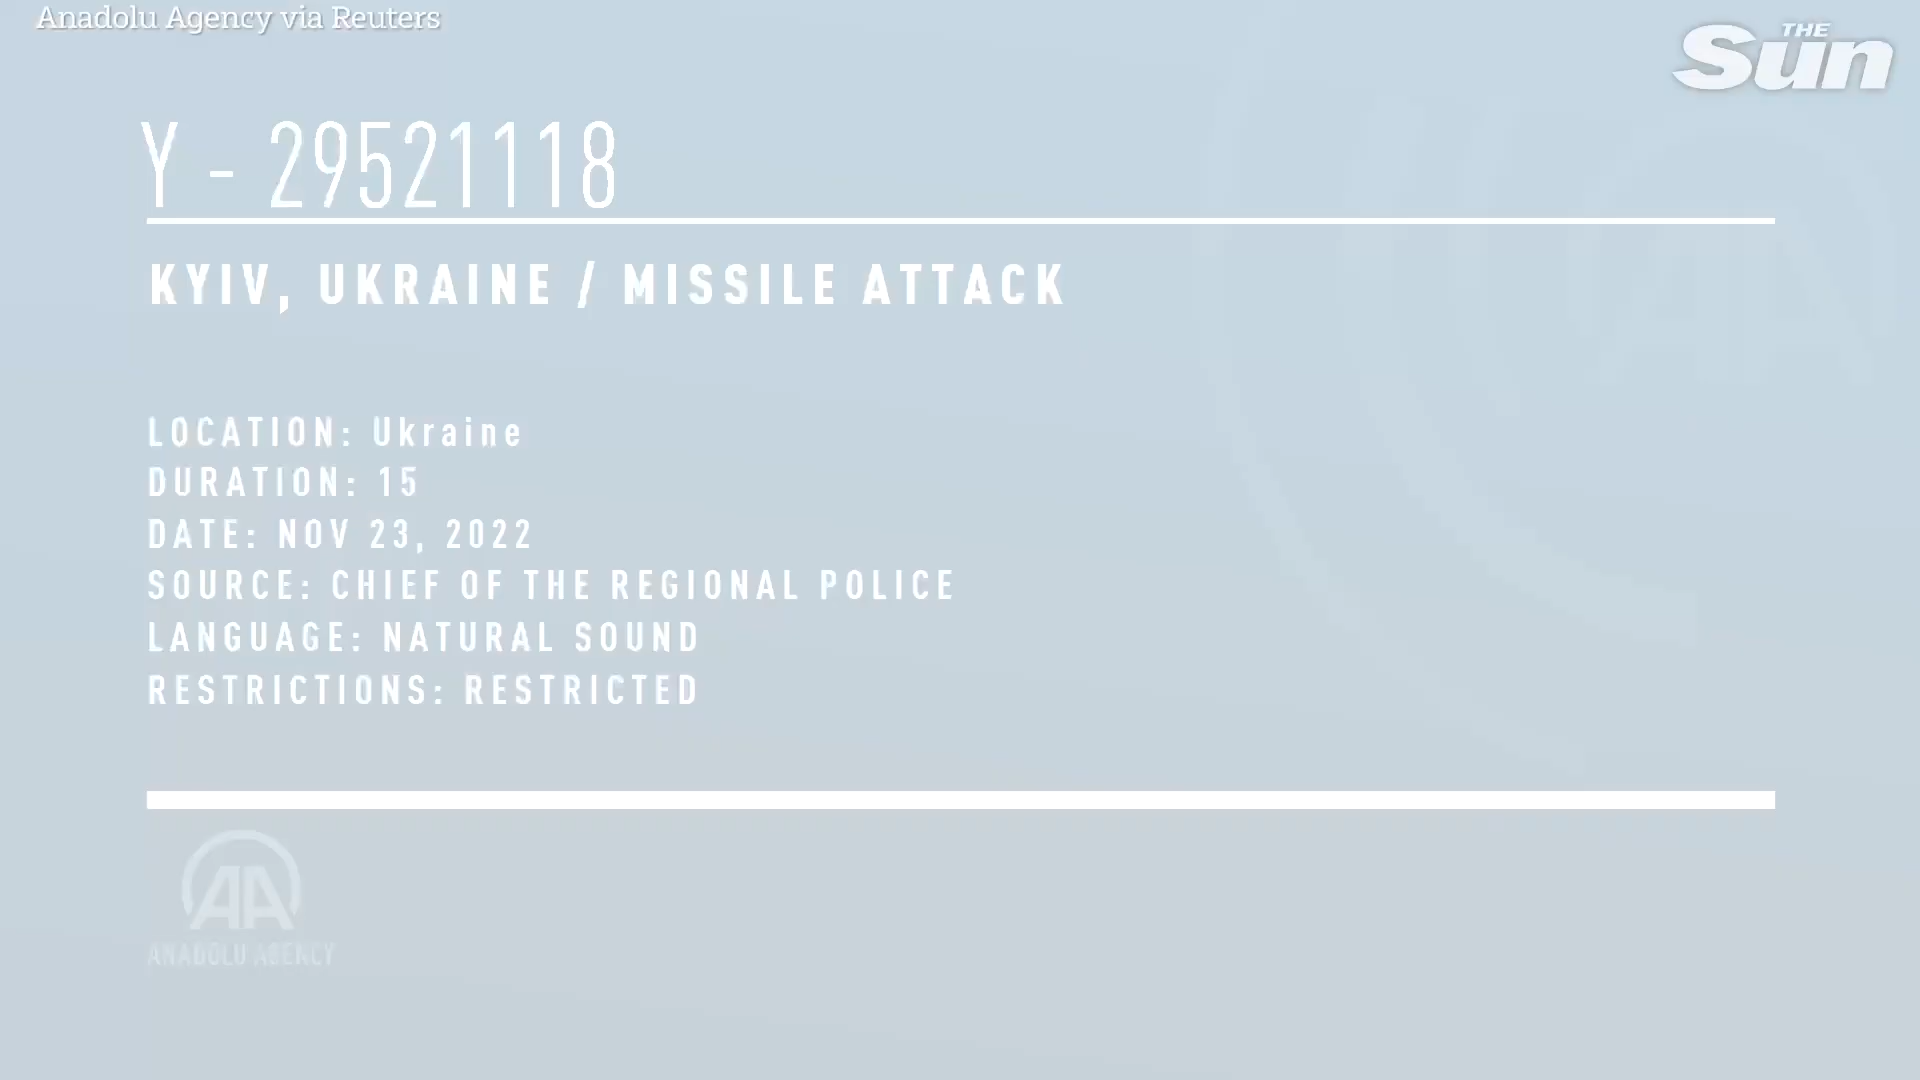 Anadolu Agency via Reuters
THE
Sun
Y - 29521118
KYIV, UKRAINE / MISSILE ATTACK
LOCATION: Ukraine
DURATION: 15
DATE: NOV 23, 2022
SOURCE: CHIEF OF THE REGIONAL POLICE
LANGUAGE: NATURAL SOUND
RESTRICTIONS: RESTRICTED
AA
ANADOLU AGENCY